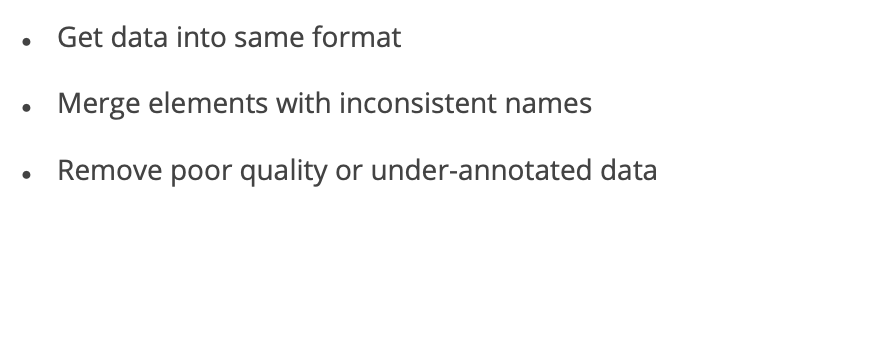 • Get data into same format
• Merge elements with inconsistent names
• Remove poor quality or under-annotated data